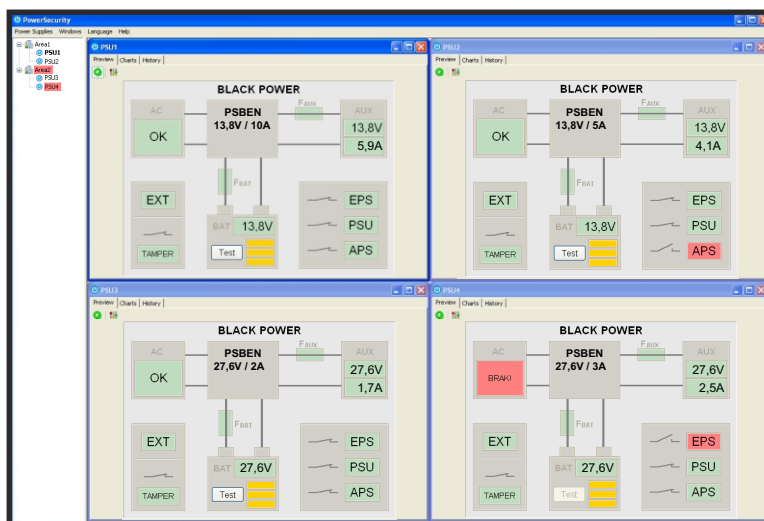 PowerSecurity
Power Supplies Windows Language Help
Area1
PSU1
PSU2
Area2
PSU3
PSU4
PSU1
Preview Charts History
BLACK POWER
AC
OK
PSBEN
13,8V / 10A
FAUX
AUX
13,8V
5,9A
FBAT
EXT
TAMPER
BAT 13,8V
Test
EPS
PSU
APS
PSU2
Preview Charts History
BLACK POWER
AC
OK
PSBEN
13,8V / 5A
FAUX
AUX
13,8V
4,1A
FBAT
EXT
TAMPER
BAT 13,8V
Test
EPS
PSU
APS
PSU3
Preview Charts History
BLACK POWER
AC
OK
PSBEN
27,6V / 2A
FAUX
AUX
27,6V
1,7A
FBAT
EXT
TAMPER
BAT 27,6V
Test
EPS
PSU
APS
PSU4
Preview Charts History
BLACK POWER
AC
BRAK!
PSBEN
27,6V / 3A
FAUX
AUX
27,6V
2,5A
FBAT
EXT
TAMPER
BAT 27,6V
Test
EPS
PSU
APS